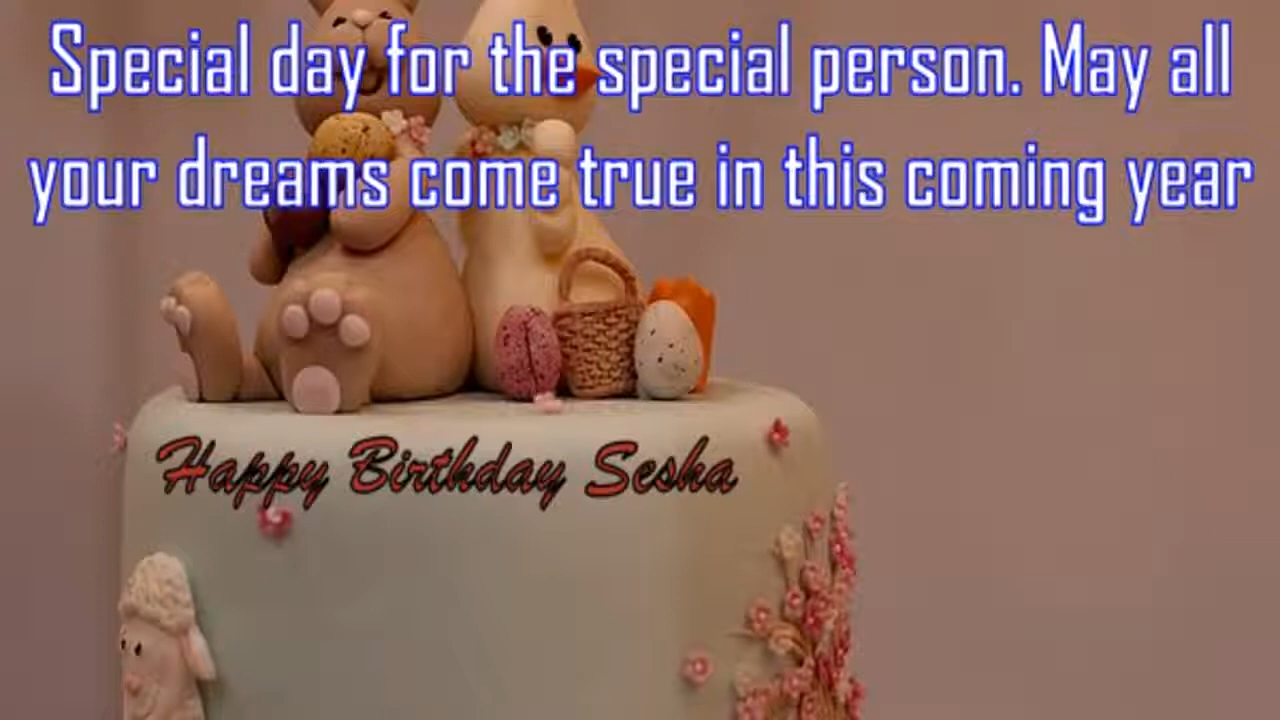 Special day for the special person. May all
your dreams come true in this coming year
Happy Birthday Sesha